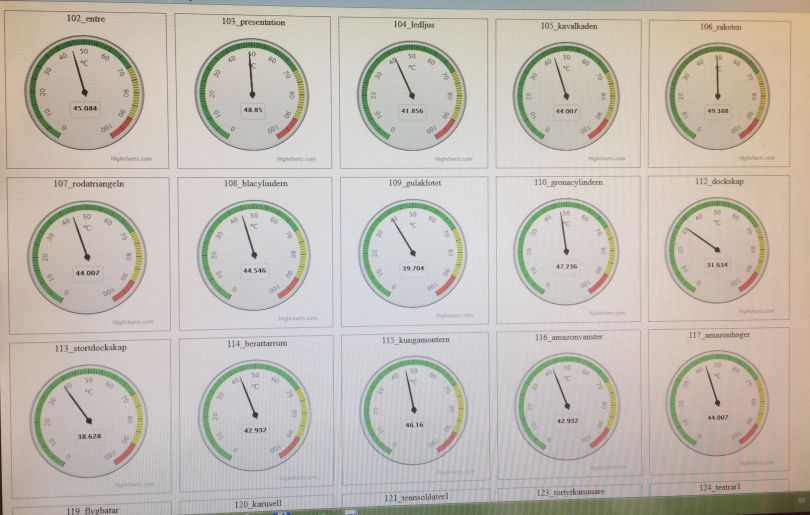 102_entre
103_presentation
104_ledljus
105_kavalkaden
106_raketen
0 10 20 30 40 50 60 70 80 90 100
°C
45.084
Highcharts.com
0 10 20 30 40 50 60 70 80 90 100
°C
48.85
Highcharts.com
0 10 20 30 40 50 60 70 80 90 100
°C
41.856
Highcharts.com
0 10 20 30 40 50 60 70 80 90 100
°C
44.007
Highcharts.com
0 10 20 30 40 50 60 70 80 90 100
°C
49.388
Highcharts.com
107_rodatriangeln
108_blacylindern
109_gulaklotet
110_gronacylindern
112_dockskap
0 10 20 30 40 50 60 70 80 90 100
°C
44.007
Highcharts.com
0 10 20 30 40 50 60 70 80 90 100
°C
44.546
Highcharts.com
0 10 20 30 40 50 60 70 80 90 100
°C
39.704
Highcharts.com
0 10 20 30 40 50 60 70 80 90 100
°C
47.236
Highcharts.com
0 10 20 30 40 50 60 70 80 90 100
°C
31.634
Highcharts.com
113_stortdockskap
114_berattarrum
115_kungamontern
116_amazonvanster
117_amazonhoger
0 10 20 30 40 50 60 70 80 90 100
°C
38.628
Highcharts.com
0 10 20 30 40 50 60 70 80 90 100
°C
42.932
Highcharts.com
0 10 20 30 40 50 60 70 80 90 100
°C
46.16
Highcharts.com
0 10 20 30 40 50 60 70 80 90 100
°C
42.932
Highcharts.com
0 10 20 30 40 50 60 70 80 90 100
°C
44.007
Highcharts.com
119_flygbatar
120_karusell
121_tennsoldater1
123_tortyrkammare
124_teatrar1
SV